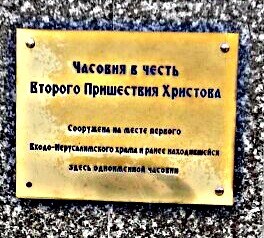 Часовня в честь
Второго Пришествия Христова
Сооружена на месте первого
Входо-Иерусалимского храма и ранее находившейся
здесь одноименной часовни